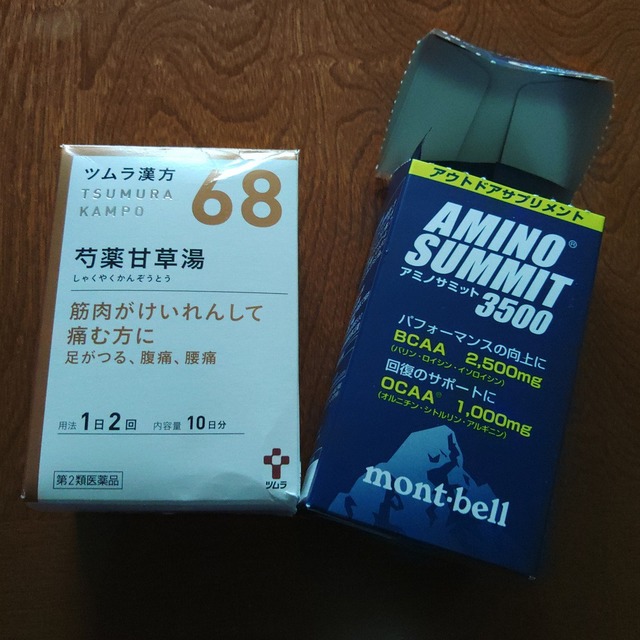 ツムラ漢方
TSUMURA
KAMPO
68
芍薬甘草湯
しゃくやくかんぞうとう
筋肉がけいれんして
痛む方に
足がつる、腹痛、腰痛
用法 1日2回 内容量 10日分
第2類医薬品
ツムラ
アウトドアサプリメント
AMINO®
SUMMIT
アミノサミット
3500
パフォーマンスの向上に
BCAA 2,500mg
(バリン・ロイシン・イソロイシン)
回復のサポートに
OCAA® 1,000mg
(オルニチン・シトルリン・アルギニン)
mont-bell